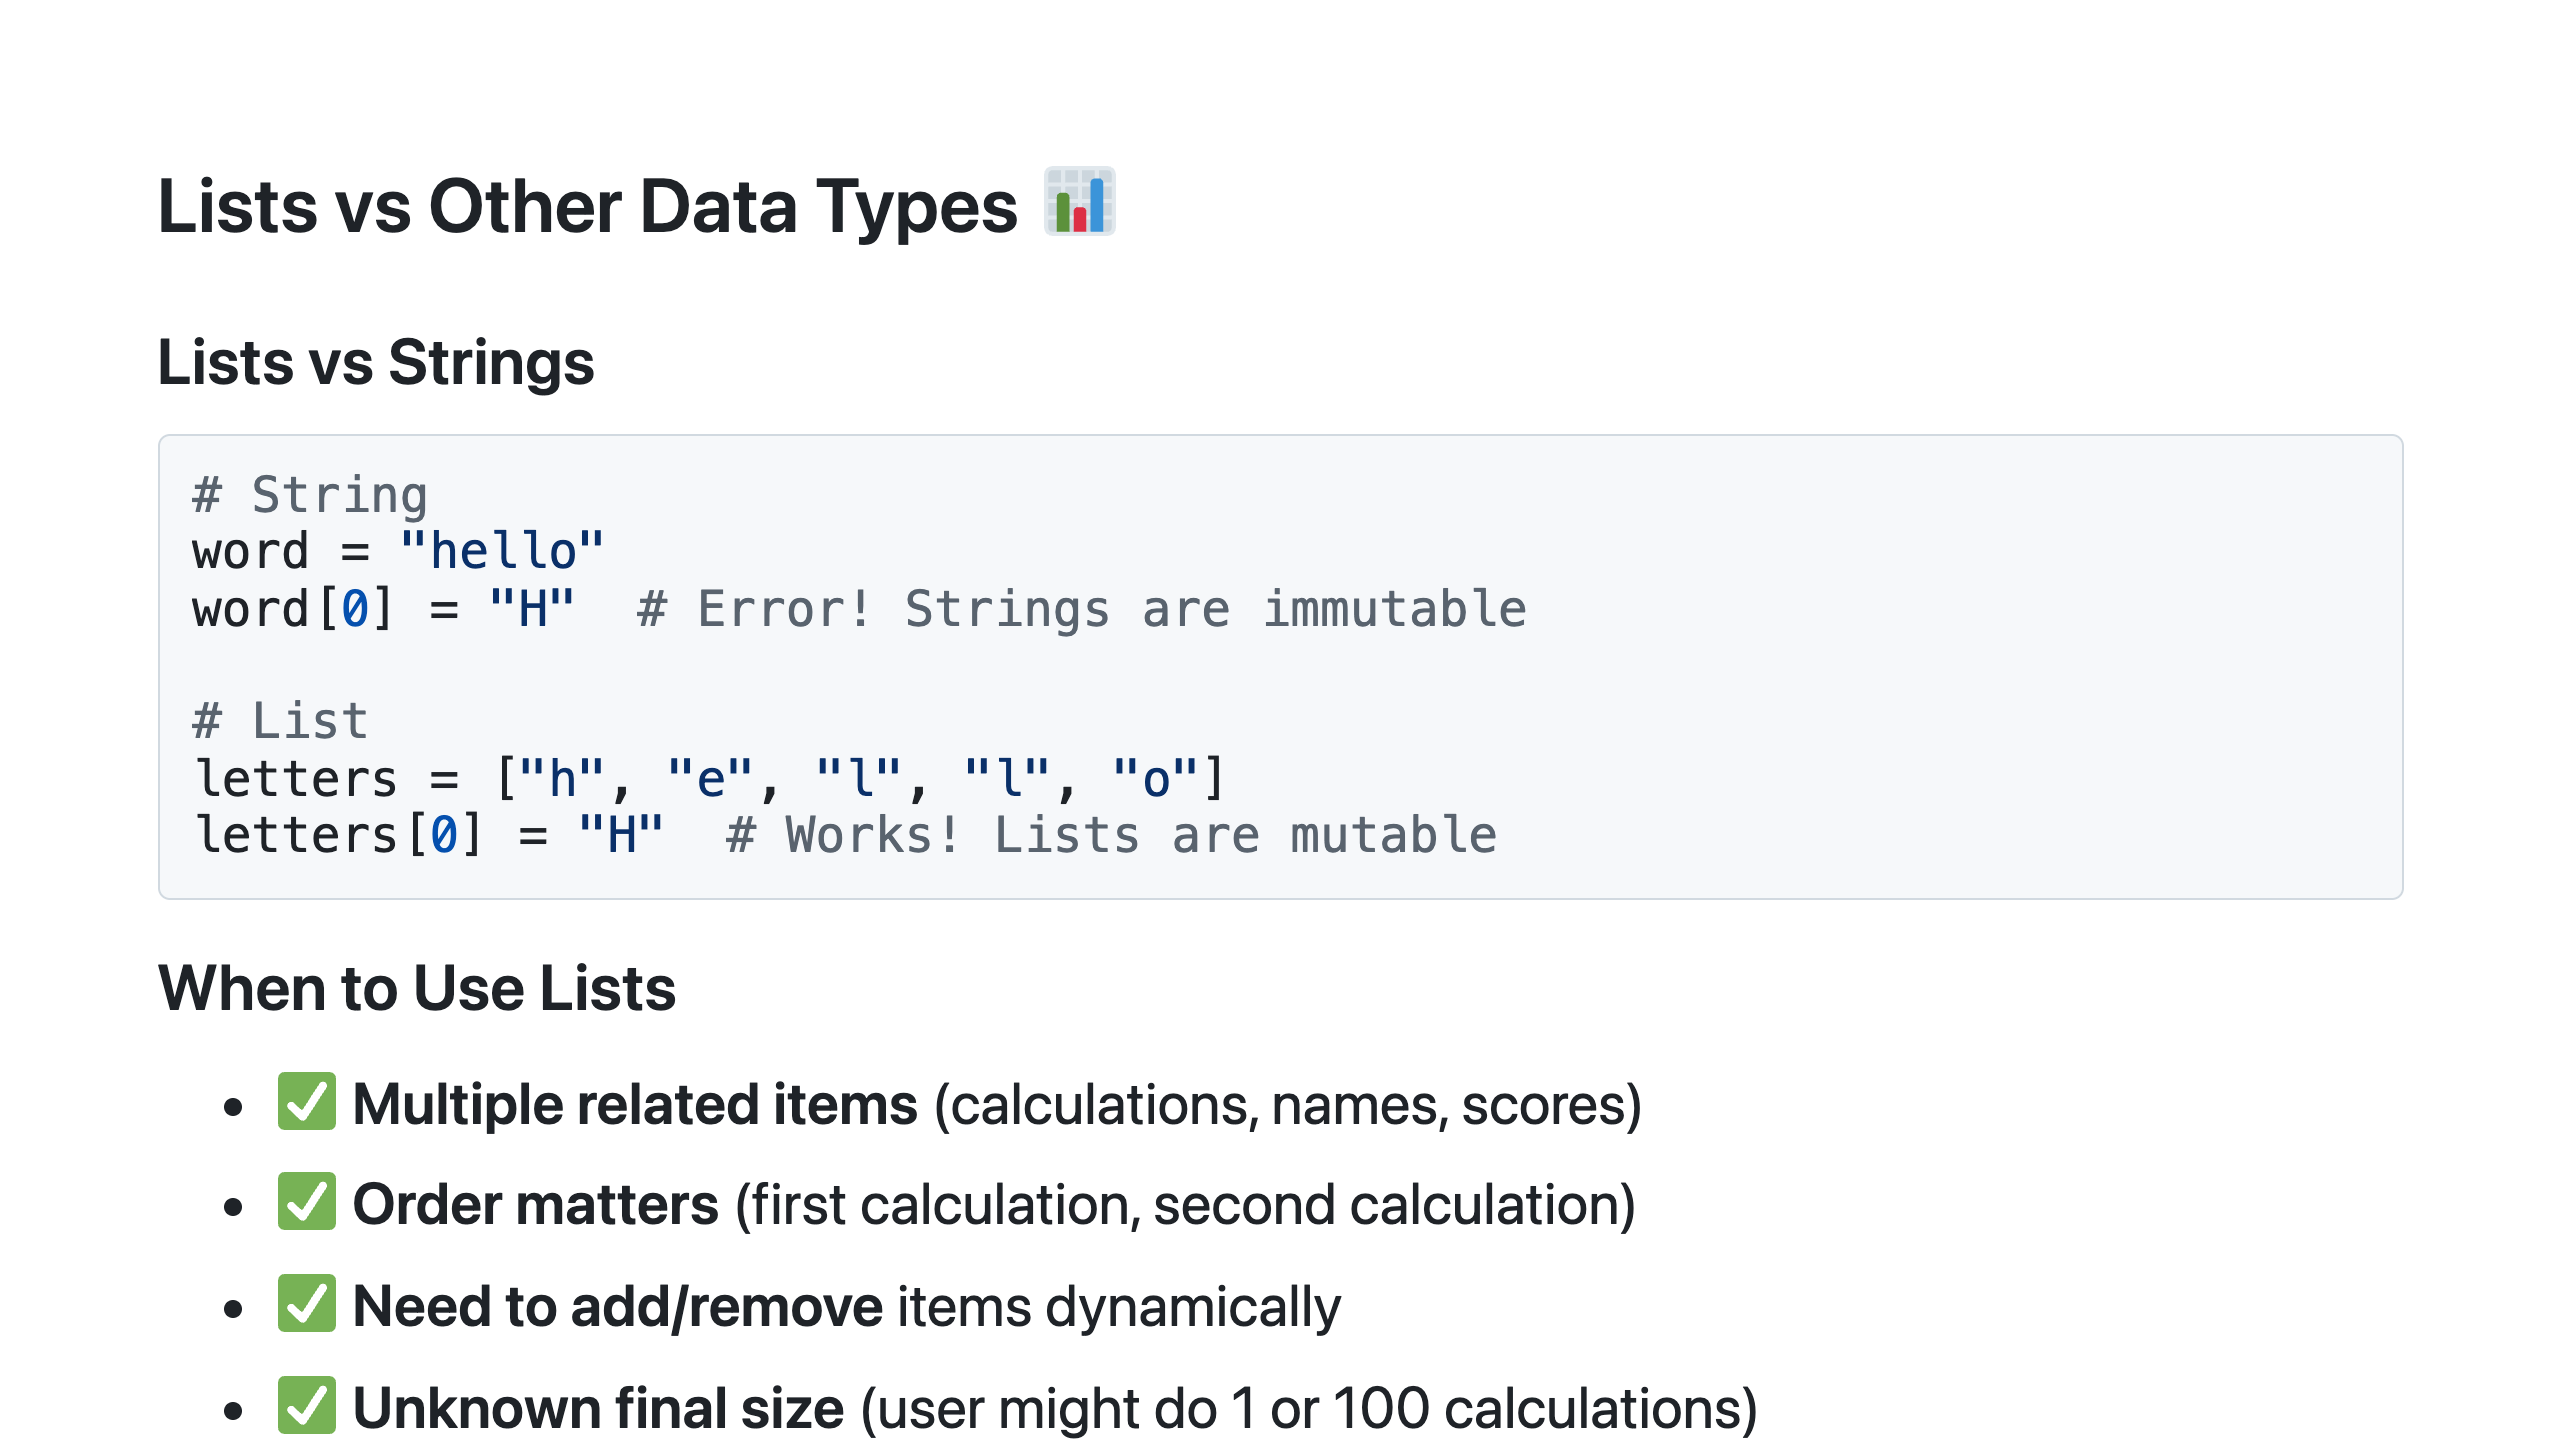 Lists vs Other Data Types 📊
Lists vs Strings
# String
word = "hello"
word[0] = "H"  # Error! Strings are immutable
# List
letters = ["h", "e", "l", "l", "o"]
letters[0] = "H"  # Works! Lists are mutable
When to Use Lists
• ✅ Multiple related items (calculations, names, scores)
• ✅ Order matters (first calculation, second calculation)
• ✅ Need to add/remove items dynamically
• ✅ Unknown final size (user might do 1 or 100 calculations)